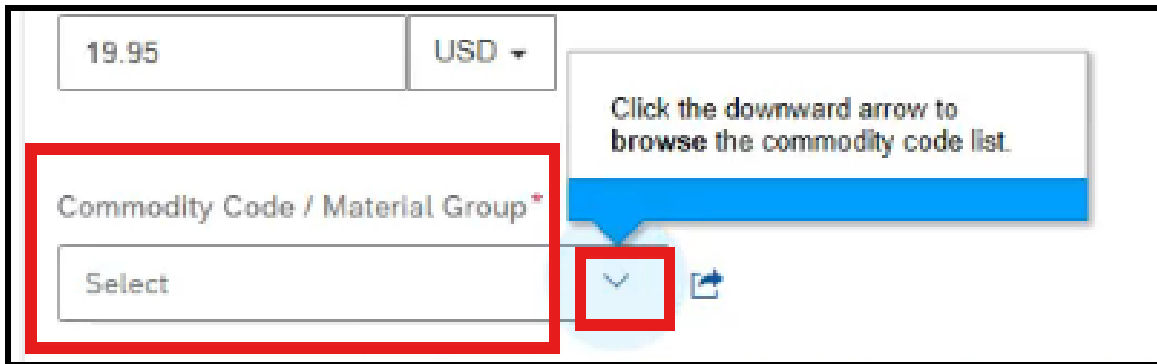 19.95 USD
Click the downward arrow to
browse the commodity code list.
Commodity Code / Material Group*
Select